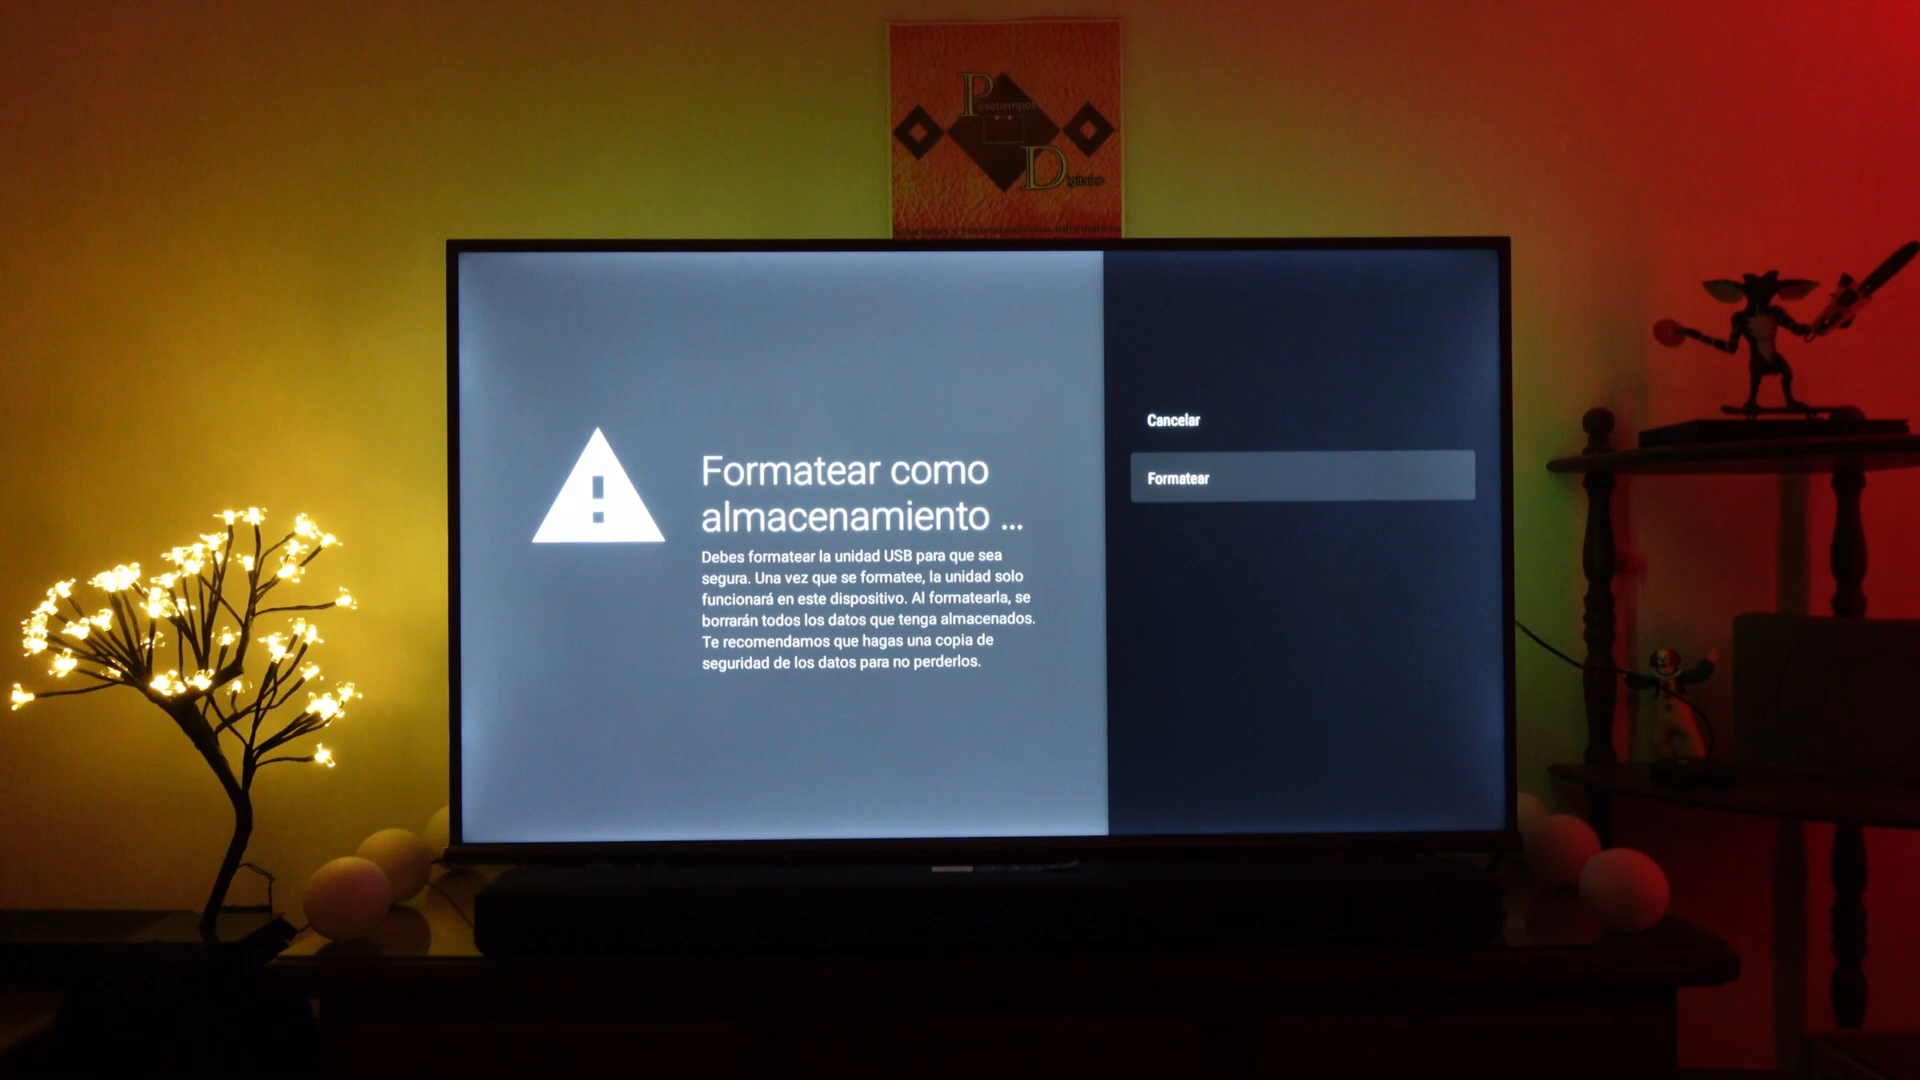 Pasatiempos
Digitales
Formatear como
almacenamiento ...
Debes formatear la unidad USB para que sea
segura. Una vez que se formatee, la unidad solo
funcionará en este dispositivo. Al formatearla, se
borrarán todos los datos que tenga almacenados.
Te recomendamos que hagas una copia de
seguridad de los datos para no perderlos.
Cancelar
Formatear